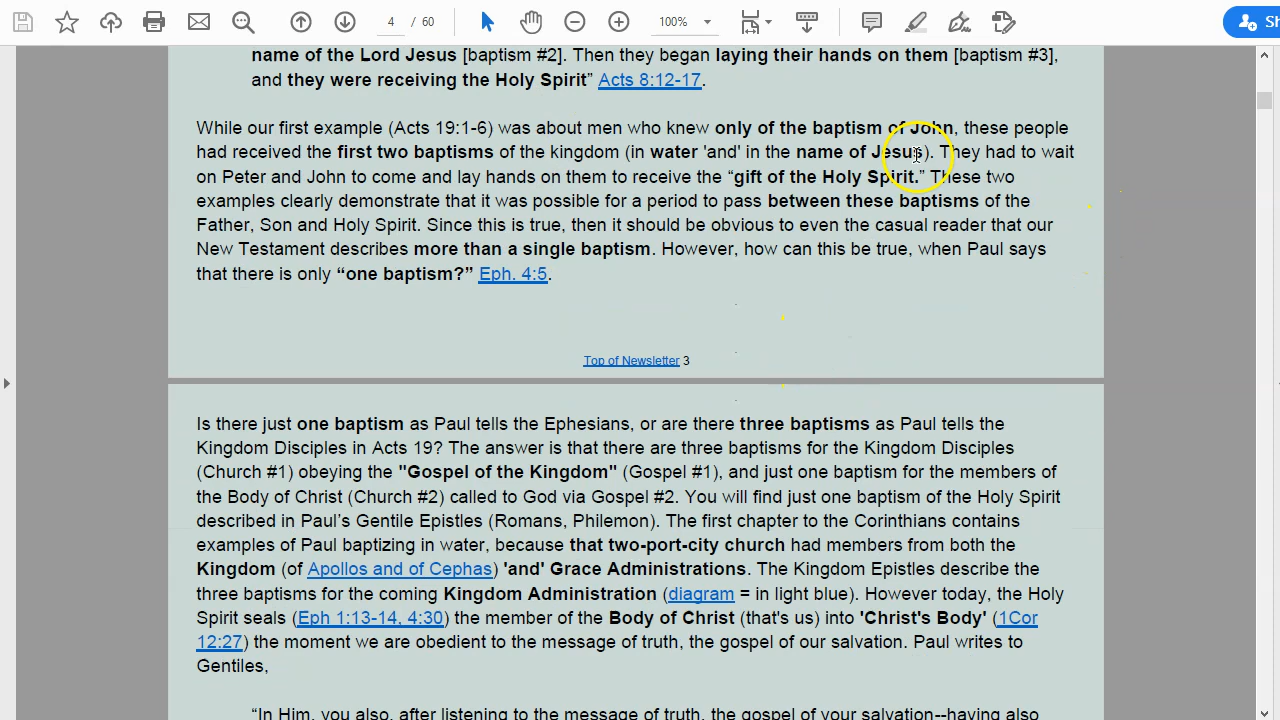 4 / 60
100%
Sh
name of the Lord Jesus [baptism #2]. Then they began laying their hands on them [baptism #3],
and they were receiving the Holy Spirit” Acts 8:12-17.
While our first example (Acts 19:1-6) was about men who knew only of the baptism of John, these people
had received the first two baptisms of the kingdom (in water 'and' in the name of Jesus). They had to wait
on Peter and John to come and lay hands on them to receive the “gift of the Holy Spirit.” These two
examples clearly demonstrate that it was possible for a period to pass between these baptisms of the
Father, Son and Holy Spirit. Since this is true, then it should be obvious to even the casual reader that our
New Testament describes more than a single baptism. However, how can this be true, when Paul says
that there is only “one baptism?” Eph. 4:5.
Top of Newsletter 3
Is there just one baptism as Paul tells the Ephesians, or are there three baptisms as Paul tells the
Kingdom Disciples in Acts 19? The answer is that there are three baptisms for the Kingdom Disciples
(Church #1) obeying the "Gospel of the Kingdom" (Gospel #1), and just one baptism for the members of
the Body of Christ (Church #2) called to God via Gospel #2. You will find just one baptism of the Holy Spirit
described in Paul’s Gentile Epistles (Romans, Philemon). The first chapter to the Corinthians contains
examples of Paul baptizing in water, because that two-port-city church had members from both the
Kingdom (of Apollos and of Cephas) 'and' Grace Administrations. The Kingdom Epistles describe the
three baptisms for the coming Kingdom Administration (diagram = in light blue). However today, the Holy
Spirit seals (Eph 1:13-14, 4:30) the member of the Body of Christ (that's us) into 'Christ's Body' (1Cor
12:27) the moment we are obedient to the message of truth, the gospel of our salvation. Paul writes to
Gentiles,
“In Him, you also, after listening to the message of truth, the gospel of your salvation--having also